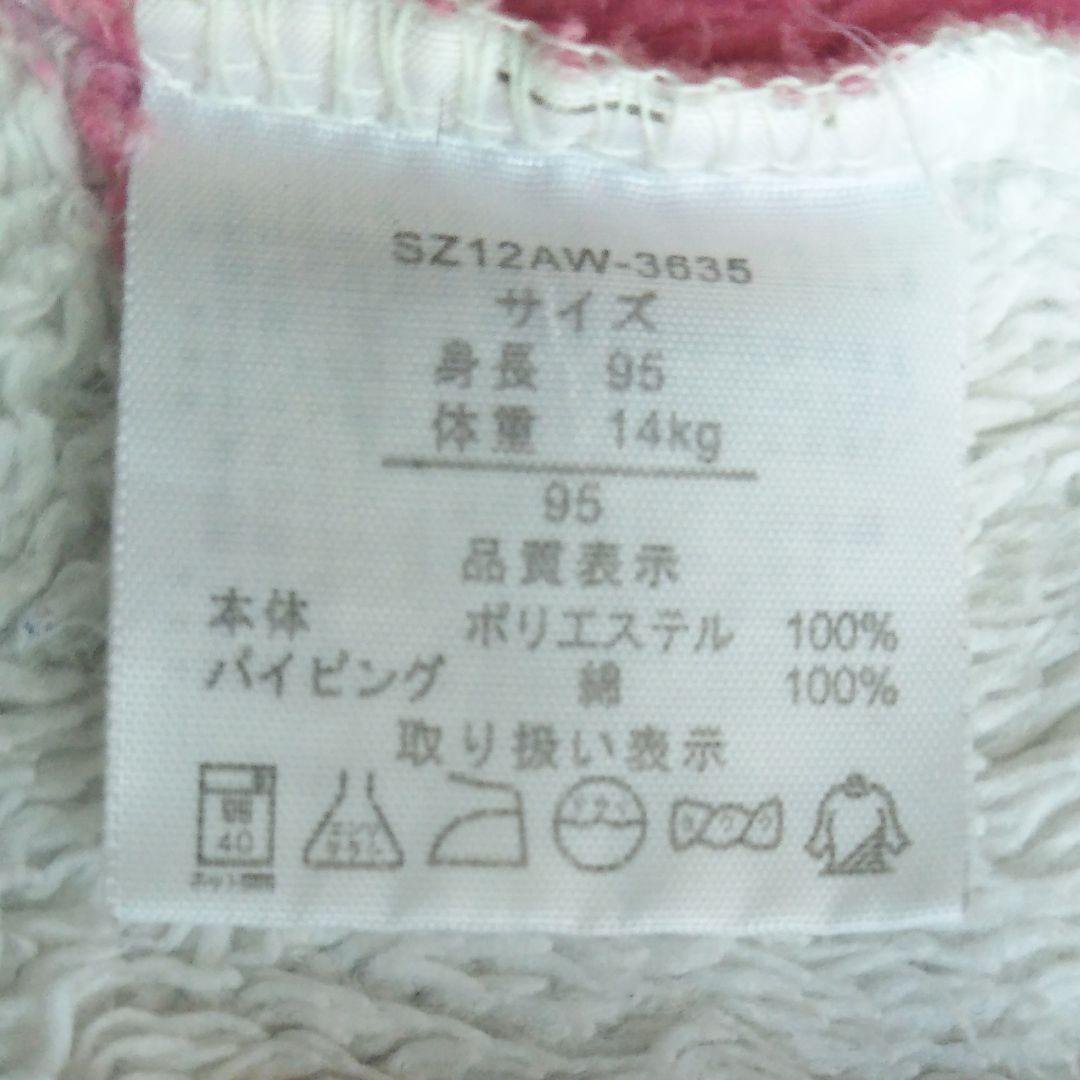 SZ12AW-3635
サイズ
身長 95
体重 14kg
95
品質表示
本体 ポリエステル 100%
パイピング 綿 100%
取り扱い表示
40